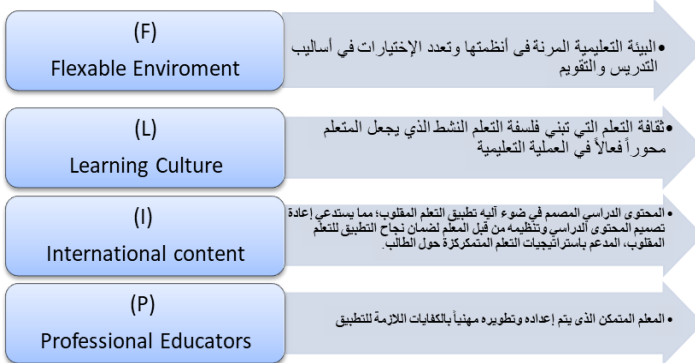 (F)
Flexable Enviroment
•البيئة التعليمية المرنة فى أنظمتها وتعدد الإختيارات في أساليب
التدريس والتقويم
(L)
Learning Culture
•ثقافة التعلم التي تبني فلسفة التعلم النشط الذي يجعل المتعلم
محوراً فعالاً في العملية التعليمية
(I)
International content
•المحتوى الدراسي المصمم في ضوء آليه تطبيق التعلم المقلوب؛ مما يستدعي إعادة
تصميم المحتوى الدراسي وتنظيمه من قبل المعلم لضمان نجاح التطبيق للتعلم
المقلوب، المدعم باستراتيجيات التعلم المتمكركزة حول الطالب.
(P)
Professional Educators
•المعلم المتمكن الذى يتم إعداده وتطويره مهنياً بالكفايات اللازمة للتطبيق